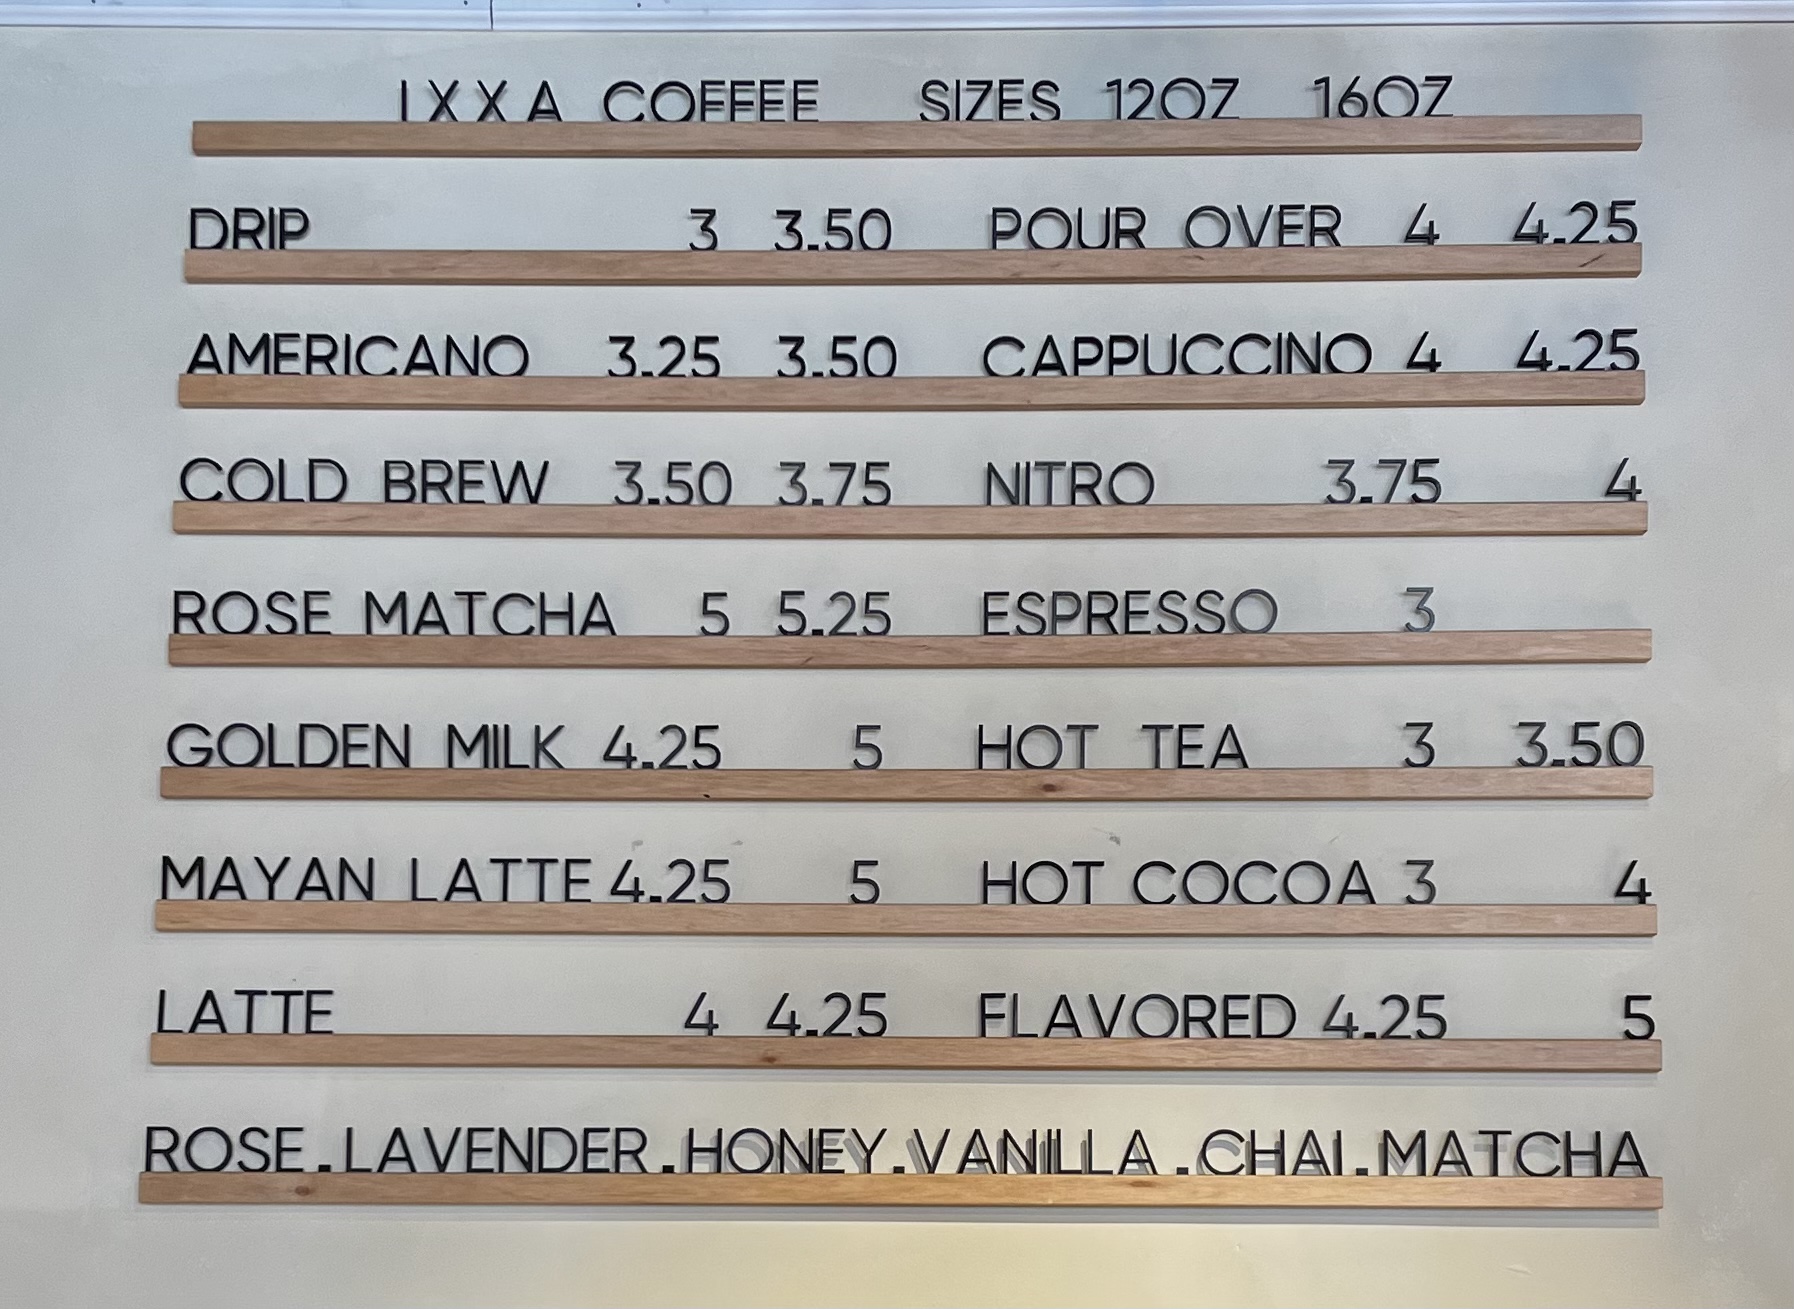 IXXA COFFEE SIZES 12OZ 16OZ
DRIP 3 3.50 POUR OVER 4 4.25
AMERICANO 3.25 3.50 CAPPUCCINO 4 4.25
COLD BREW 3.50 3.75 NITRO 3.75 4
ROSE MATCHA 5 5.25 ESPRESSO 3
GOLDEN MILK 4.25 5 HOT TEA 3 3.50
MAYAN LATTE 4.25 5 HOT COCOA 3 4
LATTE 4 4.25 FLAVORED 4.25 5
ROSE.LAVENDER.HONEY.VANILLA.CHAI.MATCHA